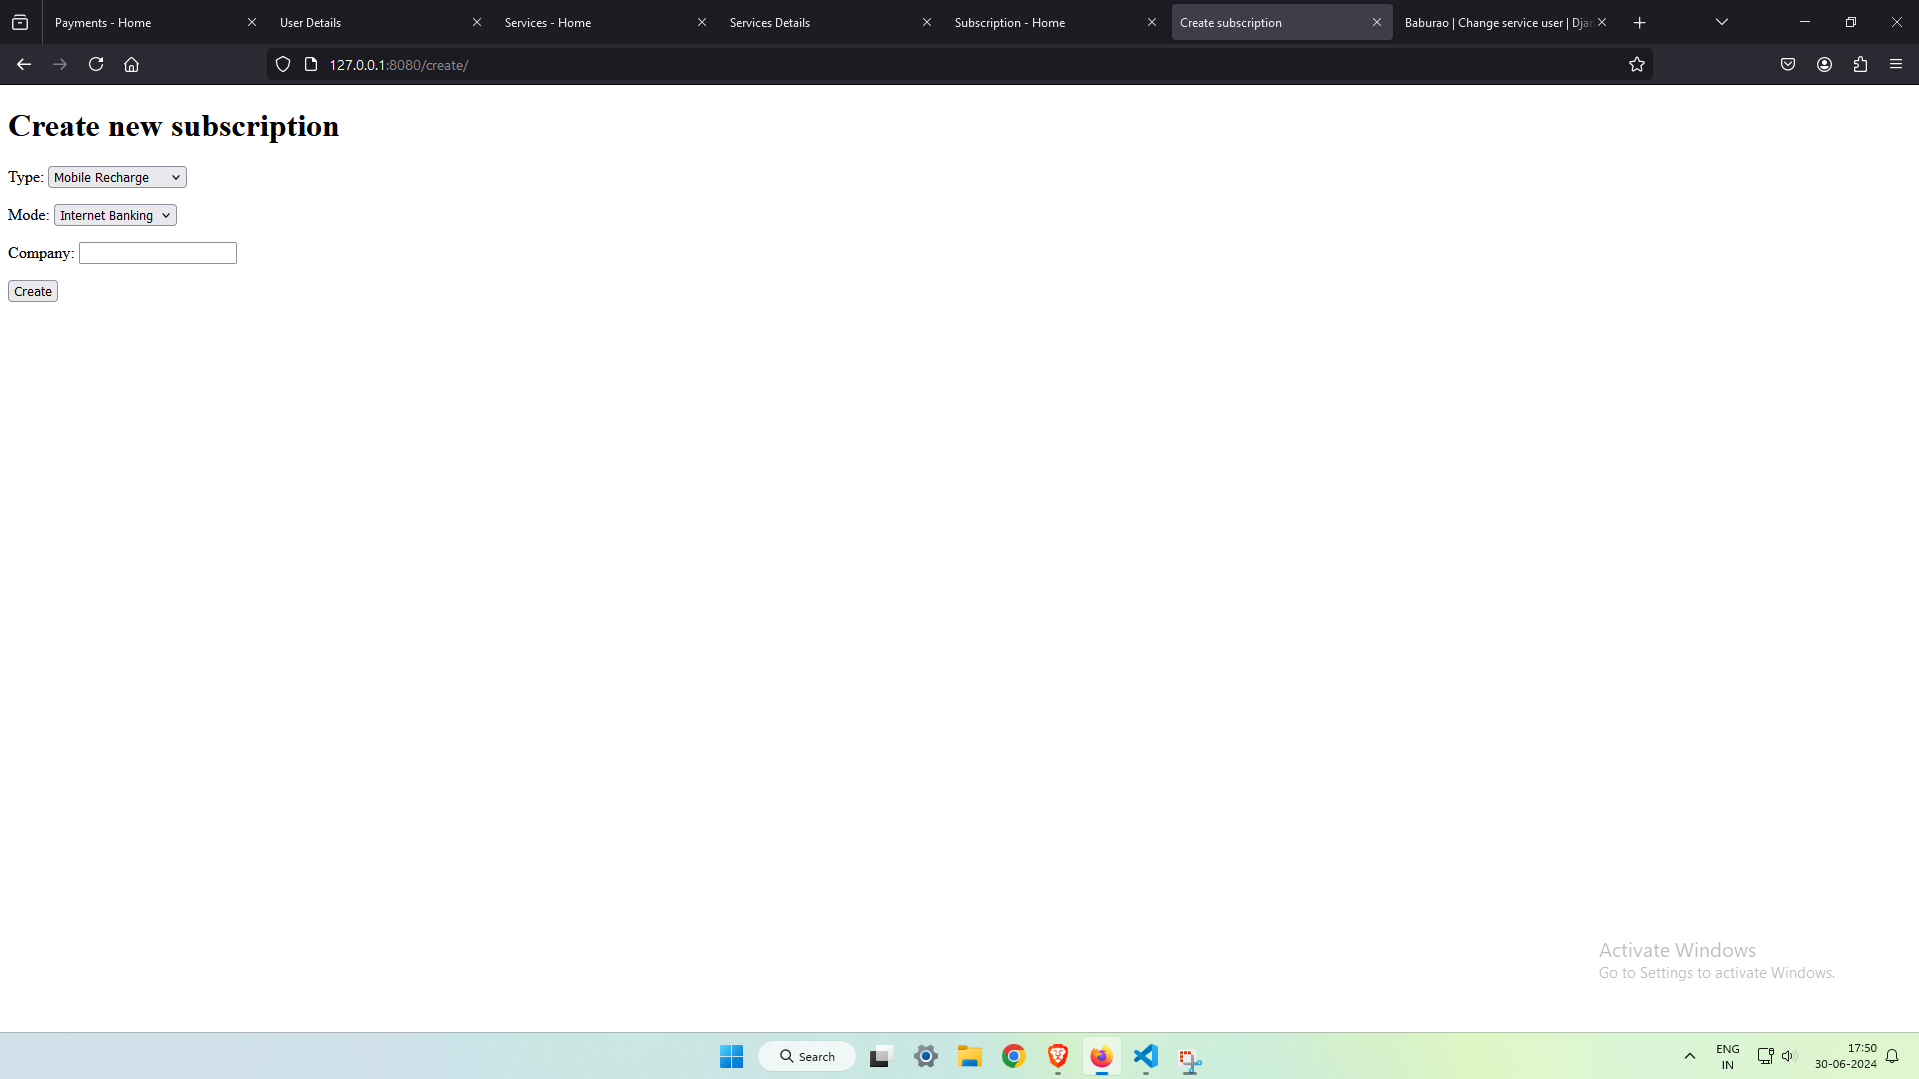 Payments - Home
User Details
Services - Home
Services Details
Subscription - Home
Create subscription
Baburao | Change service user | Djan
127.0.0.1:8080/create/
Create new subscription
Type: Mobile Recharge
Mode: Internet Banking
Company:
Create
Activate Windows
Go to Settings to activate Windows.
Search
ENG
IN
17:50
30-06-2024